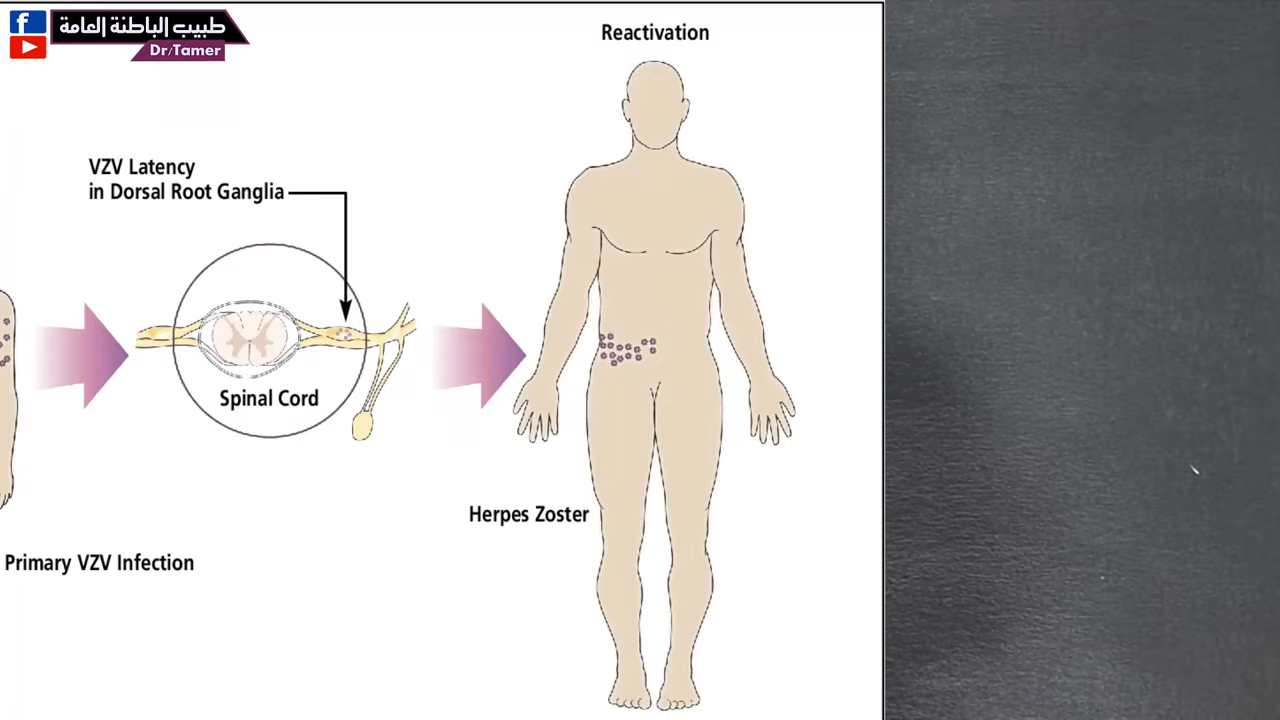 طبيب الباطنة العامة
Dr/Tamer
Reactivation
VZV Latency
in Dorsal Root Ganglia
Spinal Cord
Herpes Zoster
Primary VZV Infection